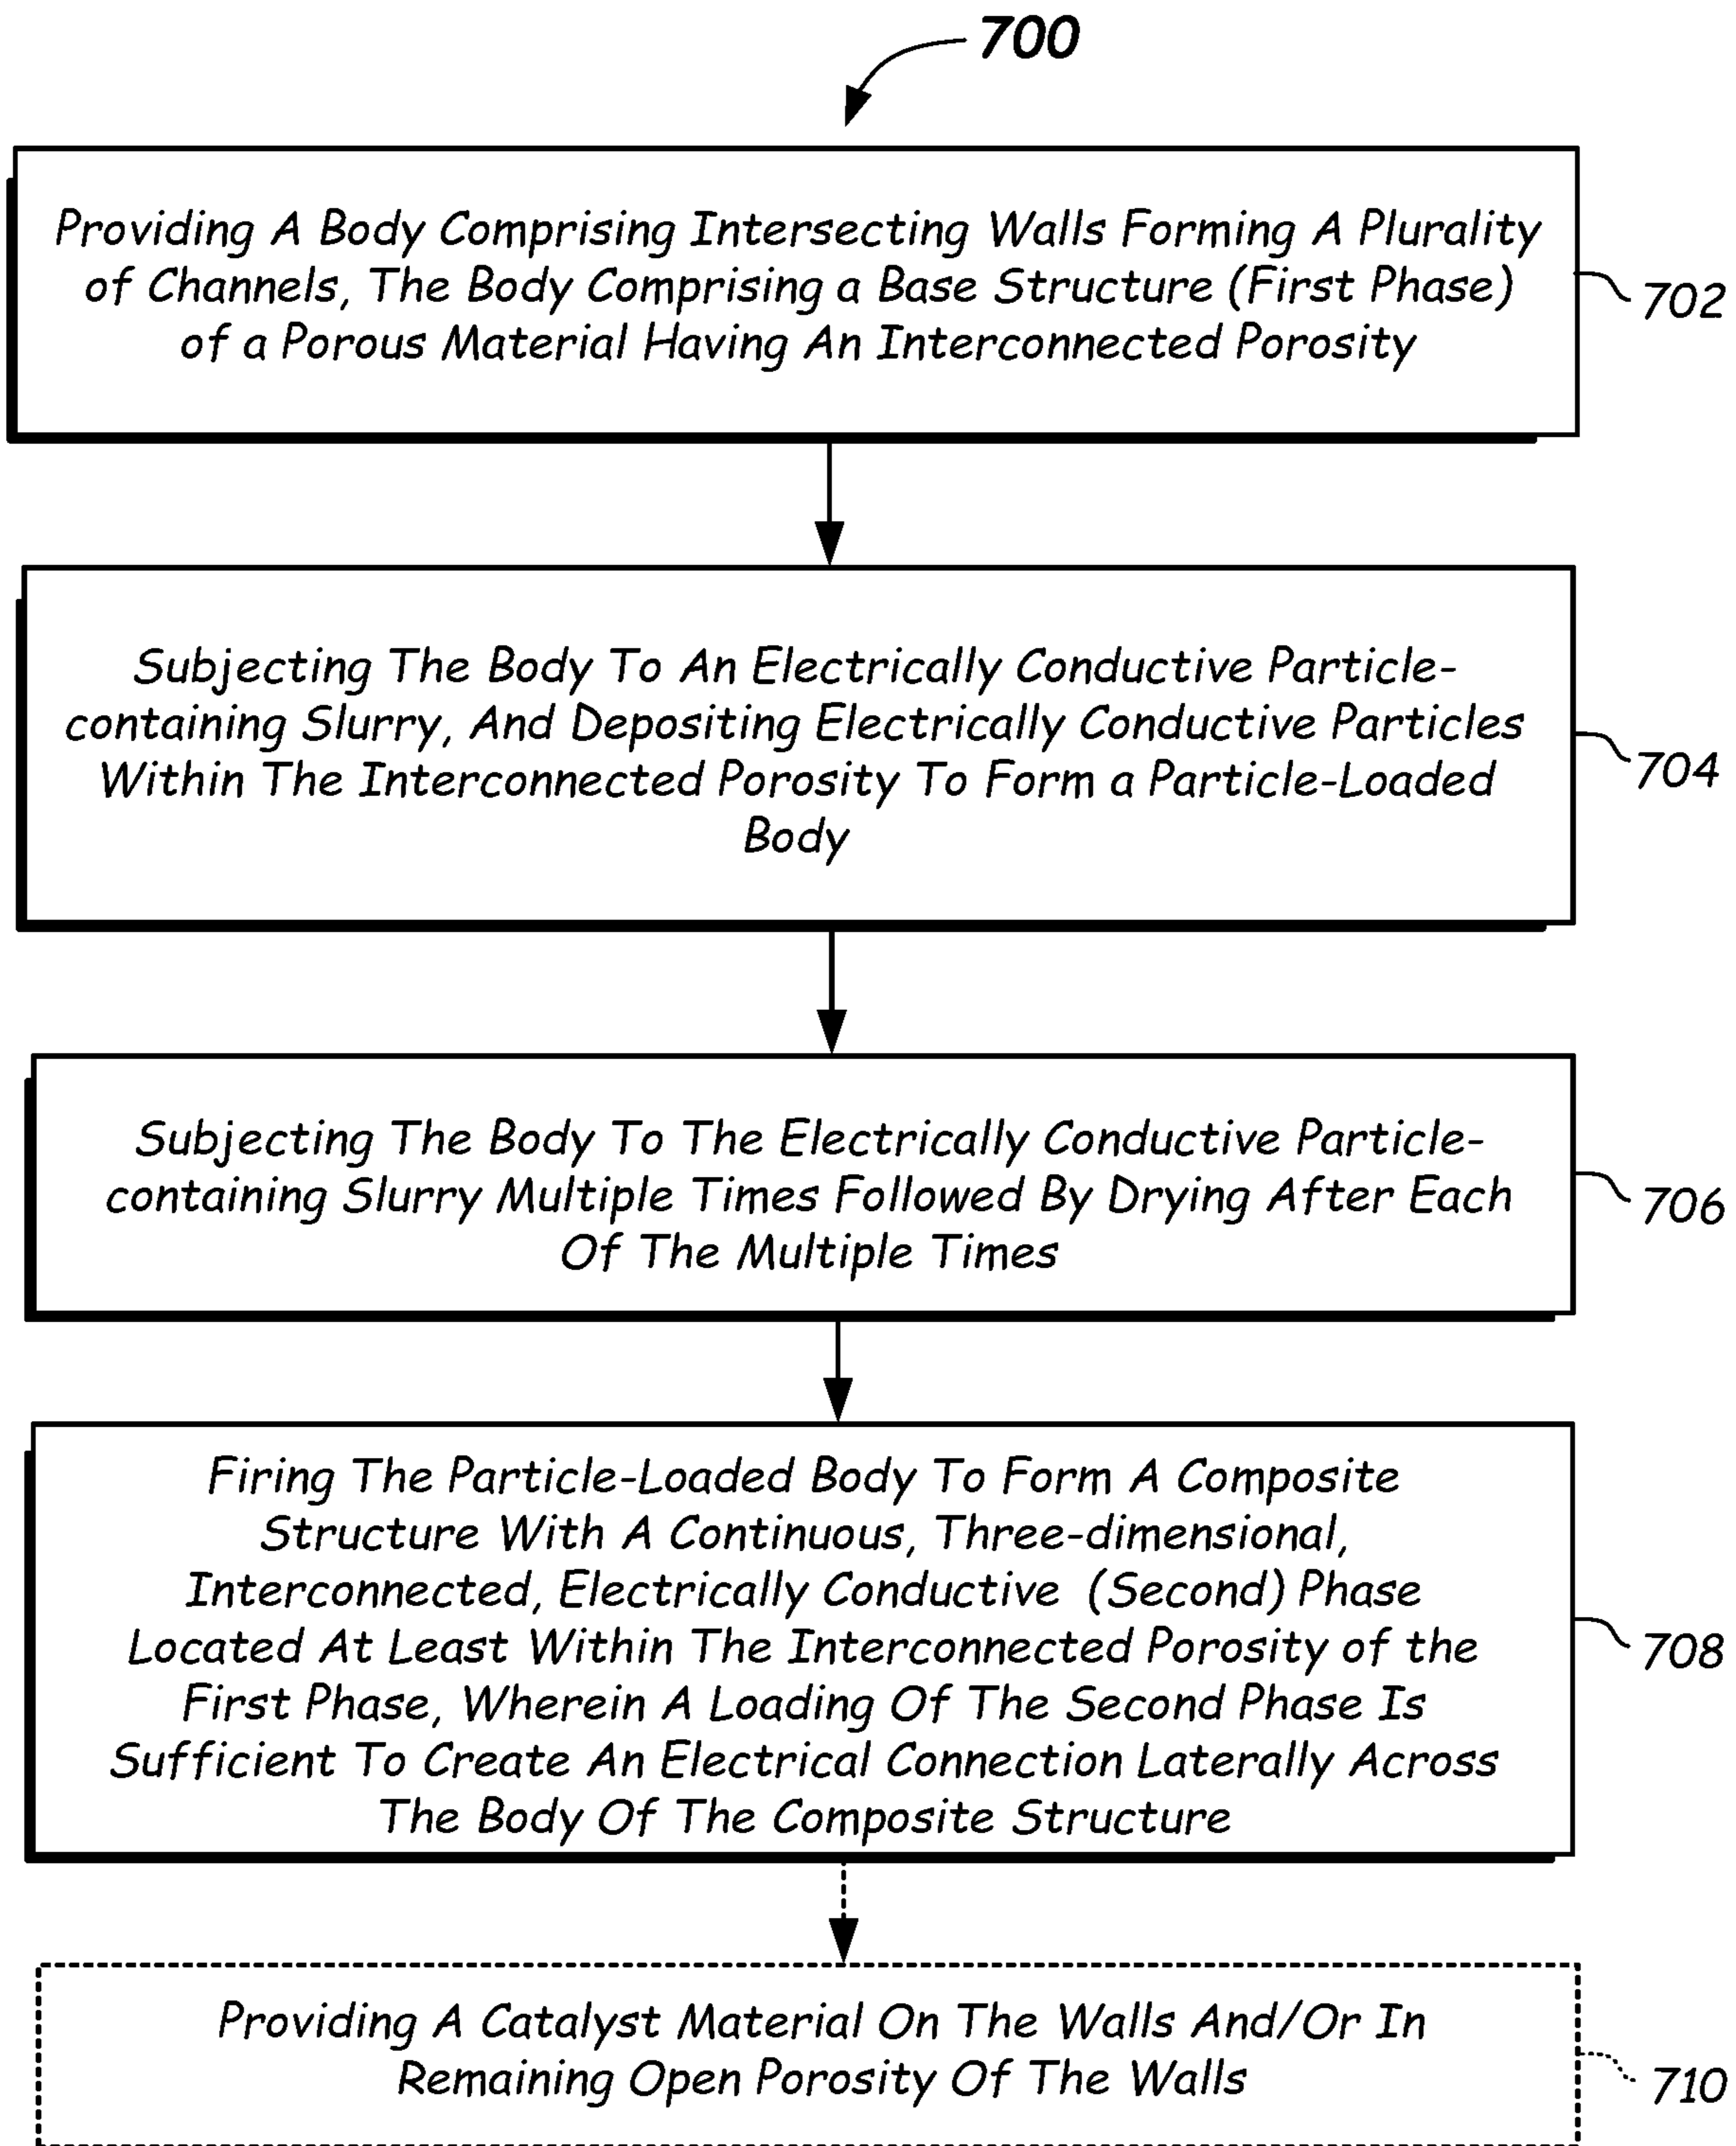 700
Providing A Body Comprising Intersecting Walls Forming A Plurality
of Channels, The Body Comprising a Base Structure (First Phase)
of a Porous Material Having An Interconnected Porosity
702
Subjecting The Body To An Electrically Conductive Particle-
containing Slurry, And Depositing Electrically Conductive Particles
Within The Interconnected Porosity To Form a Particle-Loaded
Body
704
Subjecting The Body To The Electrically Conductive Particle-
containing Slurry Multiple Times Followed By Drying After Each
Of The Multiple Times
706
Firing The Particle-Loaded Body To Form A Composite
Structure With A Continuous, Three-dimensional,
Interconnected, Electrically Conductive (Second) Phase
Located At Least Within The Interconnected Porosity of the
First Phase, Wherein A Loading Of The Second Phase Is
Sufficient To Create An Electrical Connection Laterally Across
The Body Of The Composite Structure
708
Providing A Catalyst Material On The Walls And/Or In
Remaining Open Porosity Of The Walls
710